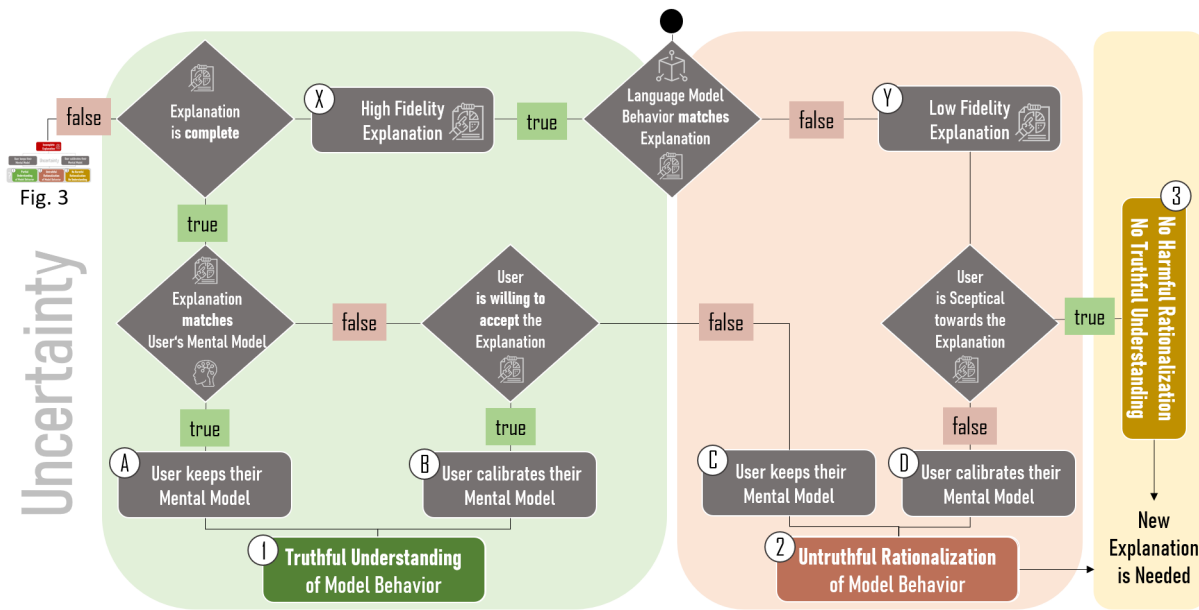 Language Model
Behavior matches
Explanation
true
X
High Fidelity
Explanation
Explanation
is complete
false
Fig. 3
Uncertainty
true
Explanation
matches
User's Mental Model
false
User
is willing to
accept the
Explanation
false
true
true
A
User keeps their
Mental Model
B
User calibrates their
Mental Model
1
Truthful Understanding
of Model Behavior
false
Y
Low Fidelity
Explanation
User
is Sceptical
towards the
Explanation
true
false
C
User keeps their
Mental Model
D
User calibrates their
Mental Model
2
Untruthful Rationalization
of Model Behavior
3
No Harmful Rationalization
No Truthful Understanding
New
Explanation
is Needed